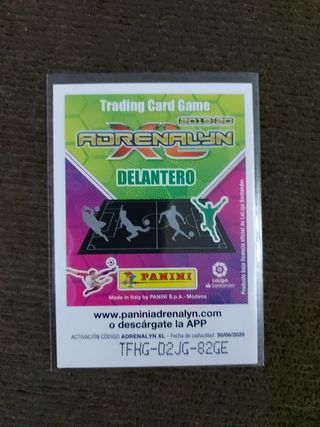 Trading Card Game
2019-20
ADRENALYN
XL
DELANTERO
PANINI
LaLiga
Santander
Made in Italy by PANINI S.p.A. - Modena
Producto bajo licencia oficial de LaLiga Santander
www.paniniadrenalyn.com
o descárgate la APP
ACTIVACIÓN CÓDIGO ADRENALYN XL – Fecha de caducidad: 30/06/2020
TFHG-D2JG-82GE